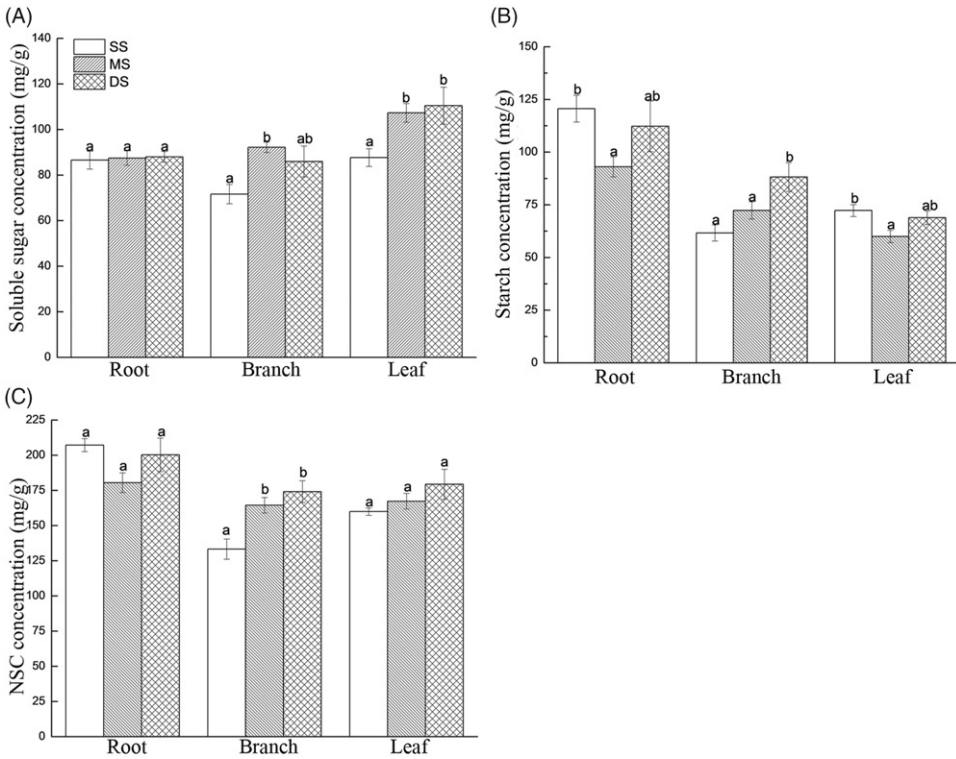 (A)
SS
MS
DS
Soluble sugar concentration (mg/g)
140
120
100
80
60
40
20
0
a a a a b ab a b b
Root Branch Leaf
(B)
Starch concentration (mg/g)
150
125
100
75
50
25
0
b a ab a a b b a ab
Root Branch Leaf
(C)
NSC concentration (mg/g)
225
200
175
150
125
100
75
50
25
0
a a a a b b a a a
Root Branch Leaf